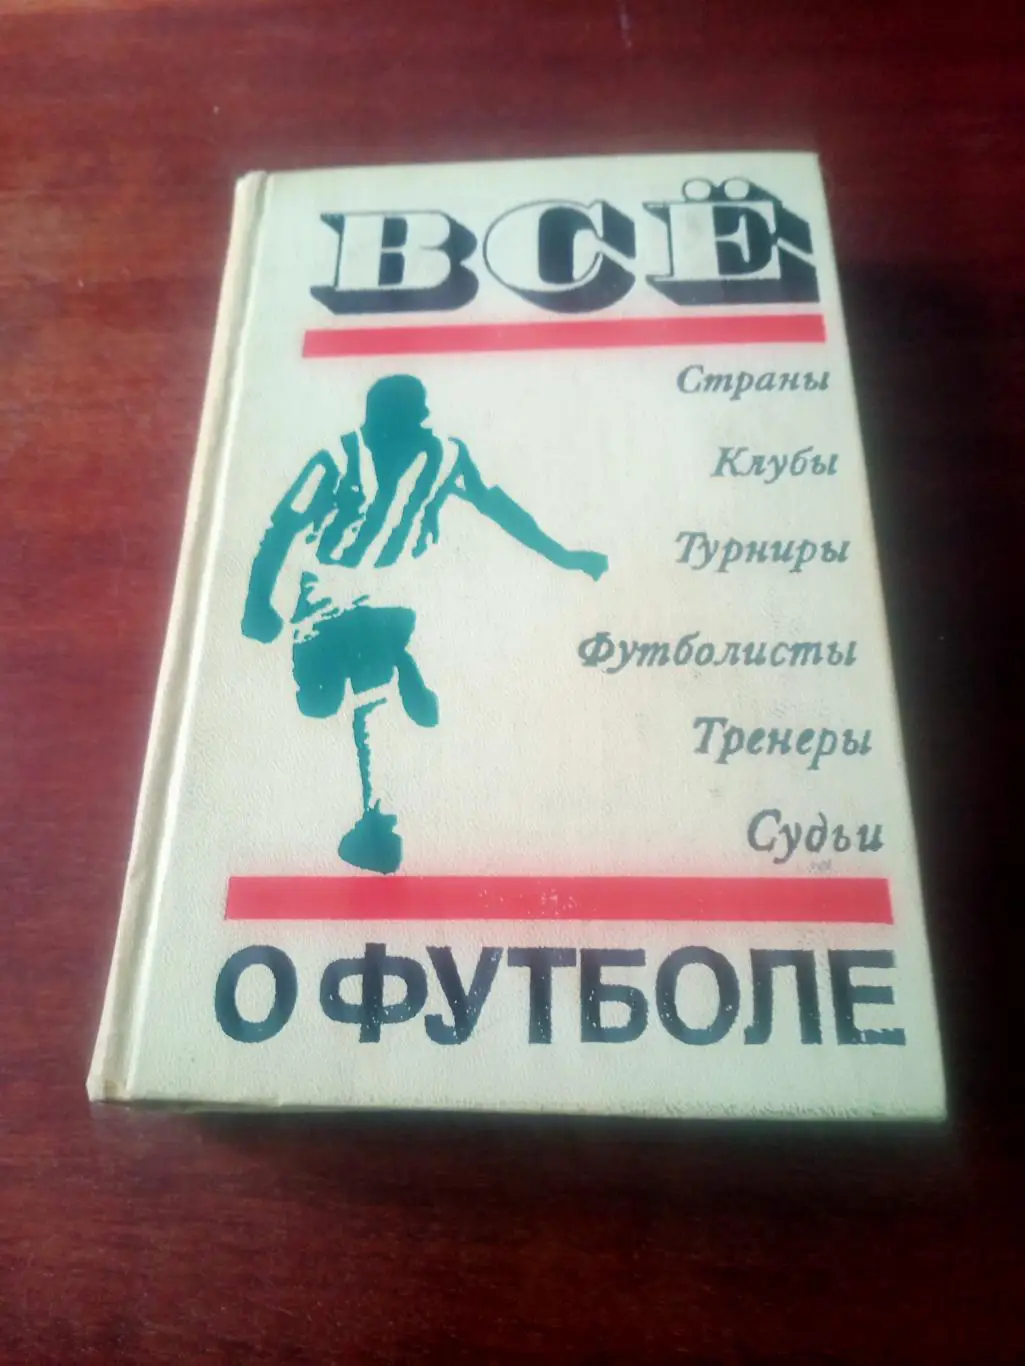 ВСЁ
Страны
Клубы
Турниры
Футболисты
Тренеры
Судьи
О ФУТБОЛЕ